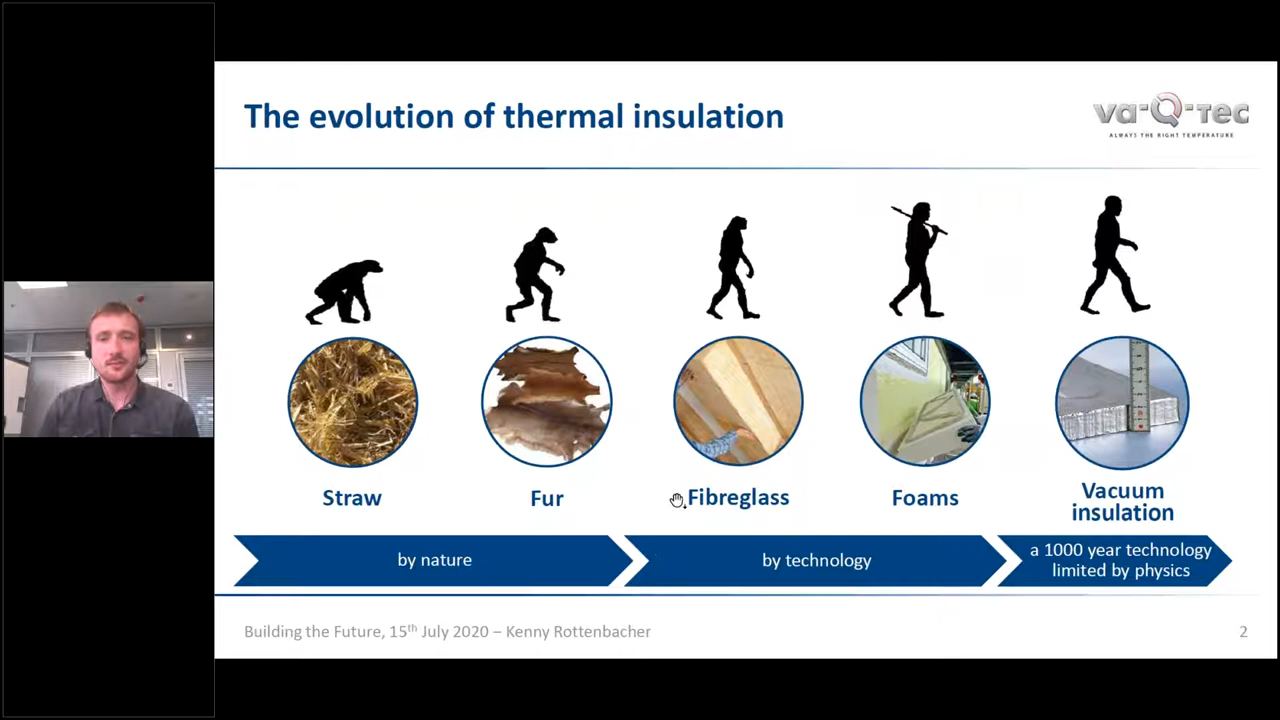 The evolution of thermal insulation
va-Q-tec
ALWAYS THE RIGHT TEMPERATURE
Straw
Fur
Fibreglass
Foams
Vacuum
insulation
by nature
by technology
a 1000 year technology
limited by physics
Building the Future, 15th July 2020 – Kenny Rottenbacher
2